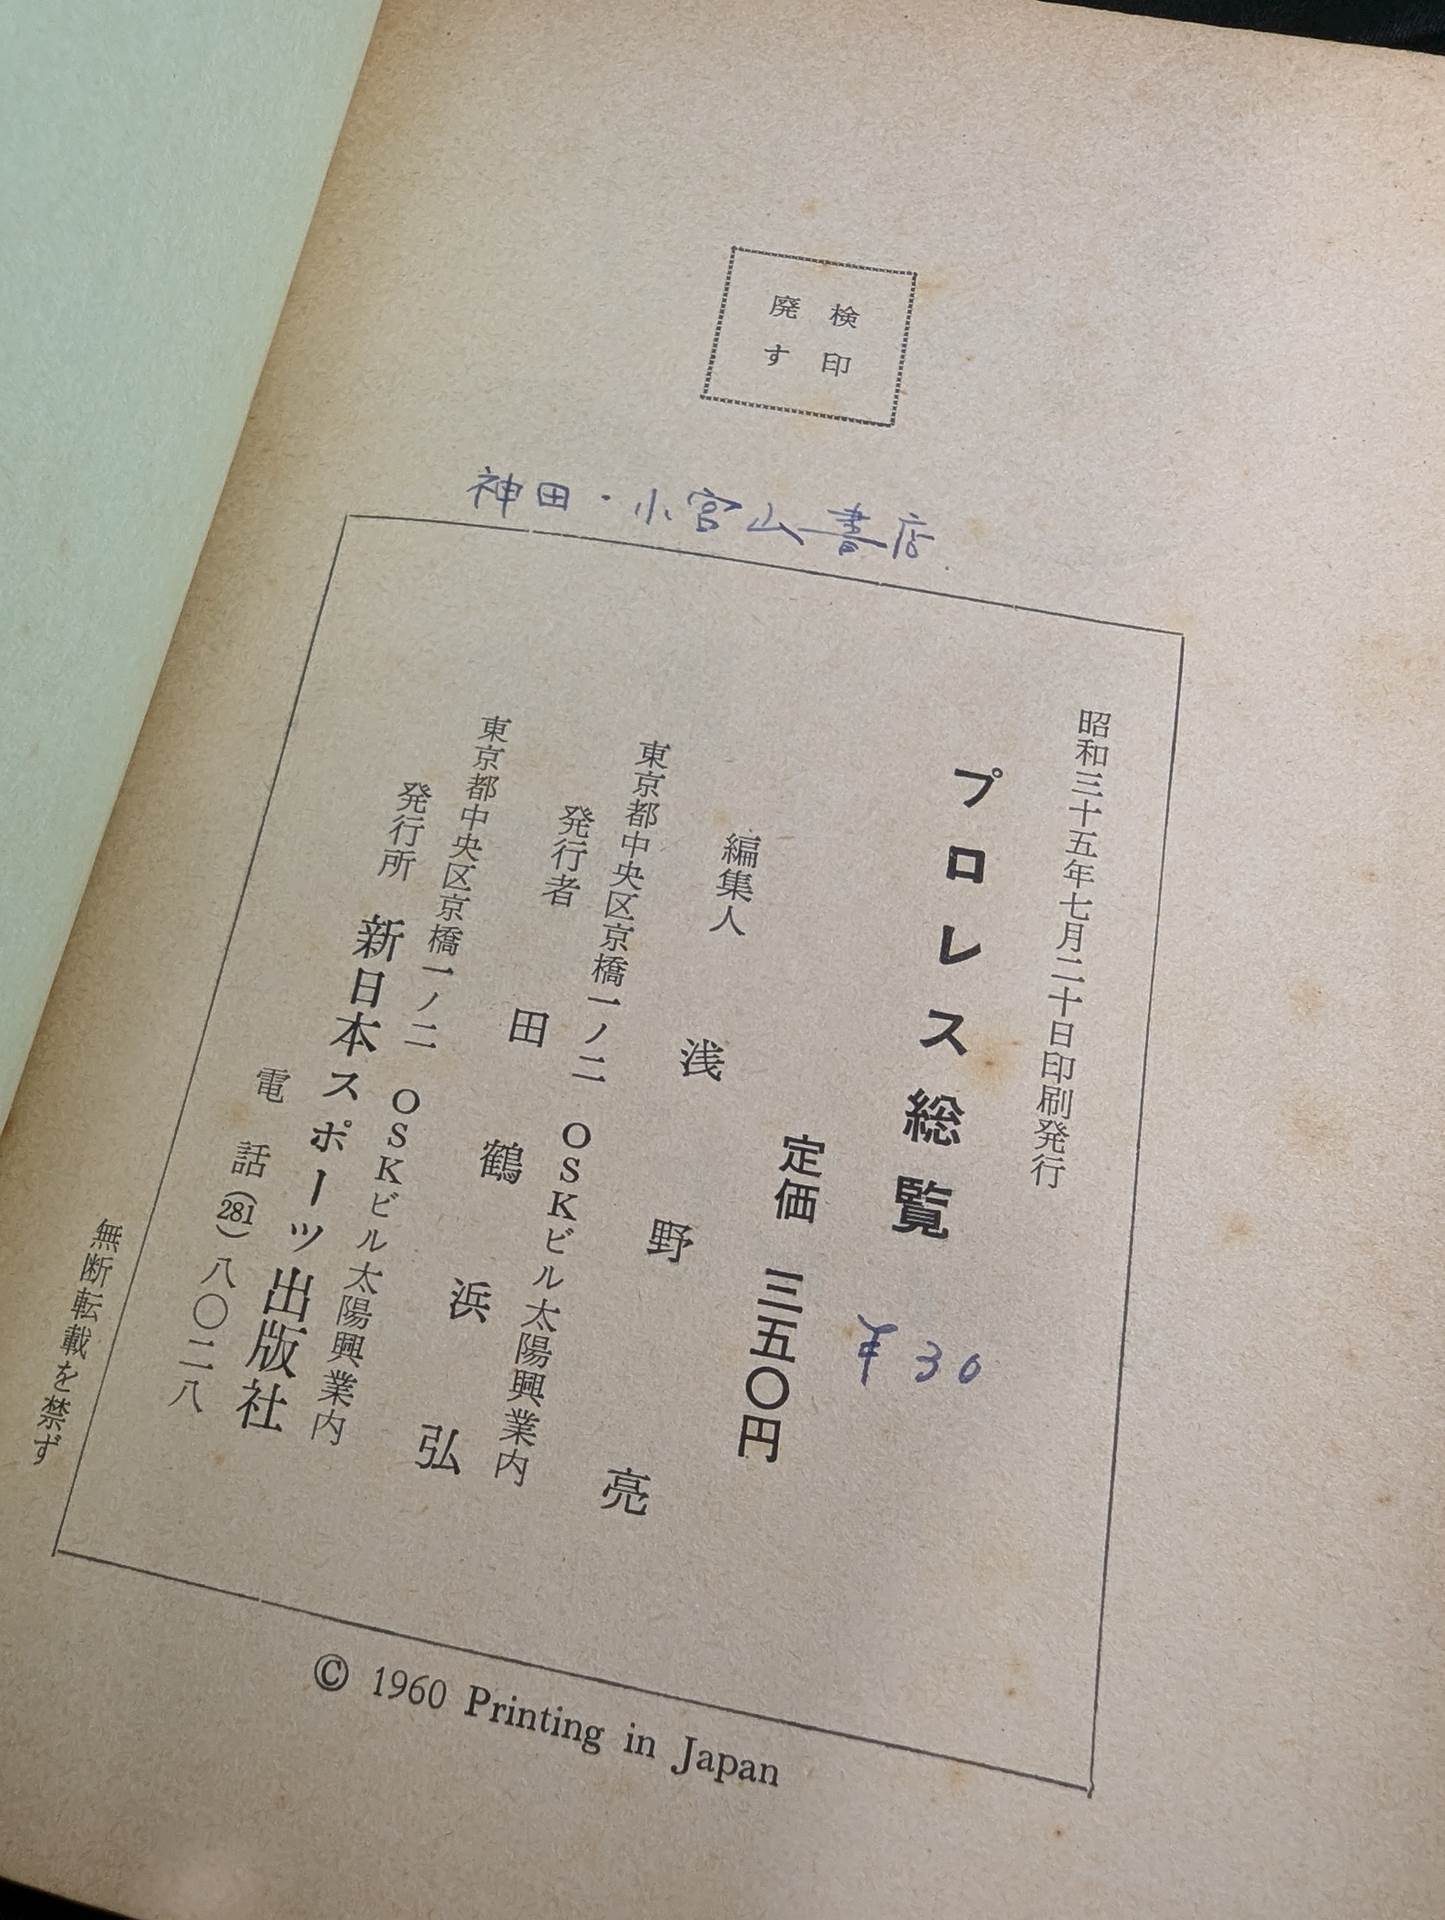 検印
廃す
神田・小宮山書店
昭和三十五年七月二十日印刷発行
プロレス総覧
¥30
定価 三五〇円
編集人 浅野亮
東京都中央区京橋一ノ二 OSKビル太陽興業内
発行者 田鶴浜弘
東京都中央区京橋一ノ二 OSKビル太陽興業内
発行所 新日本スポーツ出版社
電話(281)八〇二八
無断転載を禁ず
© 1960 Printing in Japan